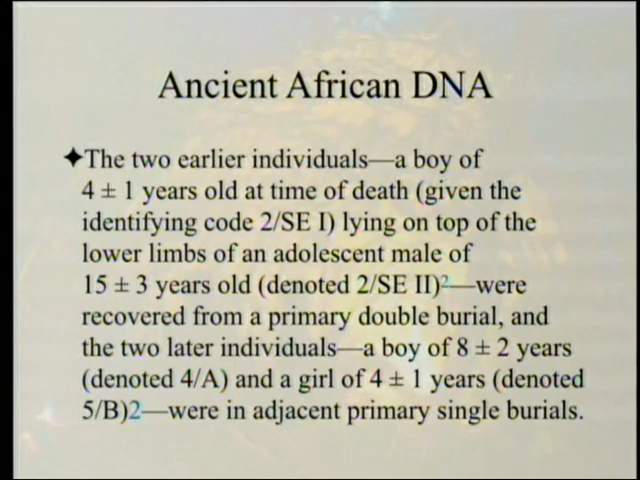 Ancient African DNA
✦The two earlier individuals—a boy of
4 ± 1 years old at time of death (given the
identifying code 2/SE I) lying on top of the
lower limbs of an adolescent male of
15 ± 3 years old (denoted 2/SE II)²—were
recovered from a primary double burial, and
the two later individuals—a boy of 8 ± 2 years
(denoted 4/A) and a girl of 4 ± 1 years (denoted
5/B)2—were in adjacent primary single burials.